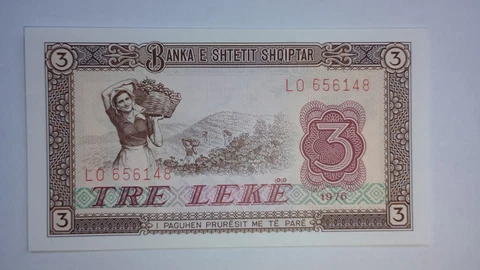 3 BANKA E SHTETIT SHQIPTAR 3
LO 656148
3
LO 656148
TRE LEKË 1976
3 I PAGUHEN PRURËSIT ME TË PARË 3